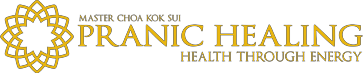 MASTER CHOA KOK SUI
PRANIC HEALING
HEALTH THROUGH ENERGY